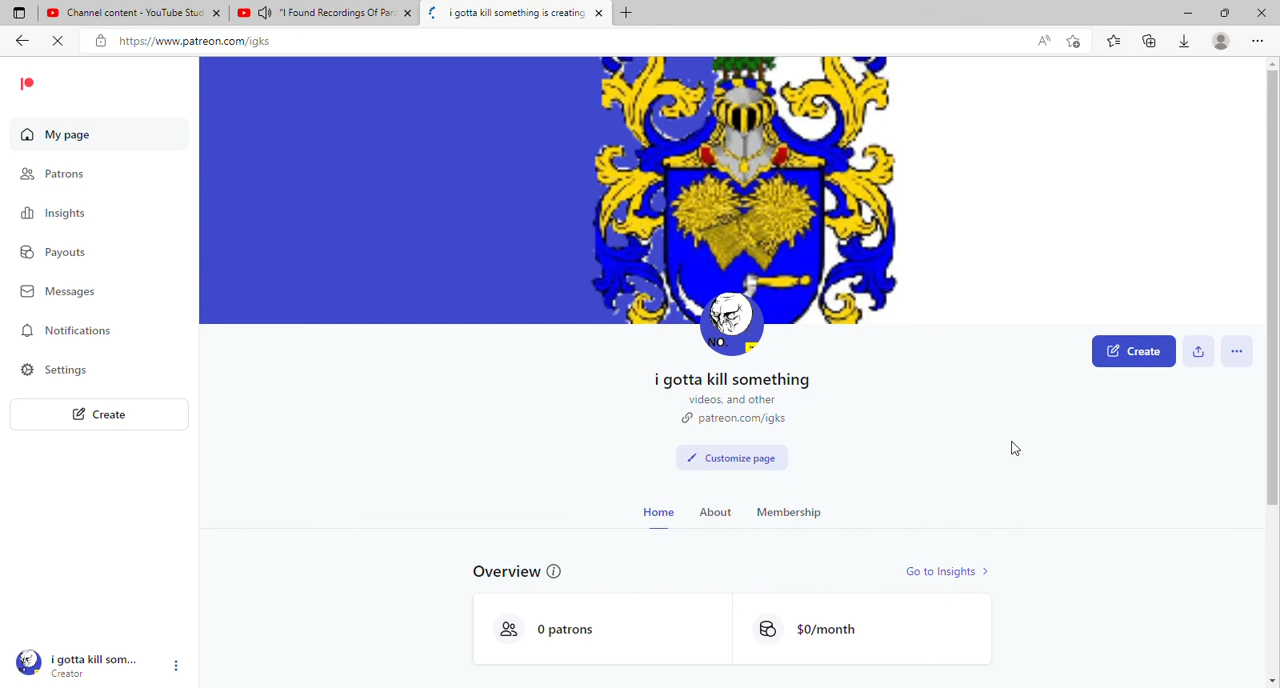 Channel content - YouTube Stud
"I Found Recordings Of Par
i gotta kill something is creating
https://www.patreon.com/igks
My page
Patrons
Insights
Payouts
Messages
Notifications
Settings
Create
i gotta kill som...
Creator
NO.
Create
i gotta kill something
videos, and other
patreon.com/igks
Customize page
Home About Membership
Overview
Go to Insights
0 patrons
$0/month